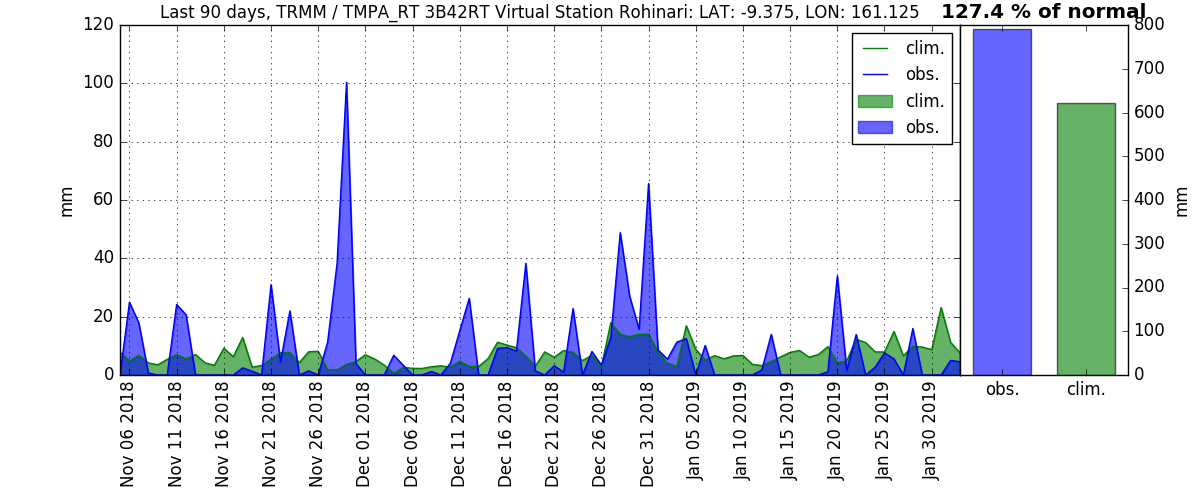 Last 90 days, TRMM / TMPA_RT 3B42RT Virtual Station Rohinari: LAT: -9.375, LON: 161.125
127.4 % of normal
120
100
80
60
40
20
0
mm
clim.
obs.
clim.
obs.
800
700
600
500
400
300
200
100
0
mm
Nov 06 2018
Nov 11 2018
Nov 16 2018
Nov 21 2018
Nov 26 2018
Dec 01 2018
Dec 06 2018
Dec 11 2018
Dec 16 2018
Dec 21 2018
Dec 26 2018
Dec 31 2018
Jan 05 2019
Jan 10 2019
Jan 15 2019
Jan 20 2019
Jan 25 2019
Jan 30 2019
obs.
clim.